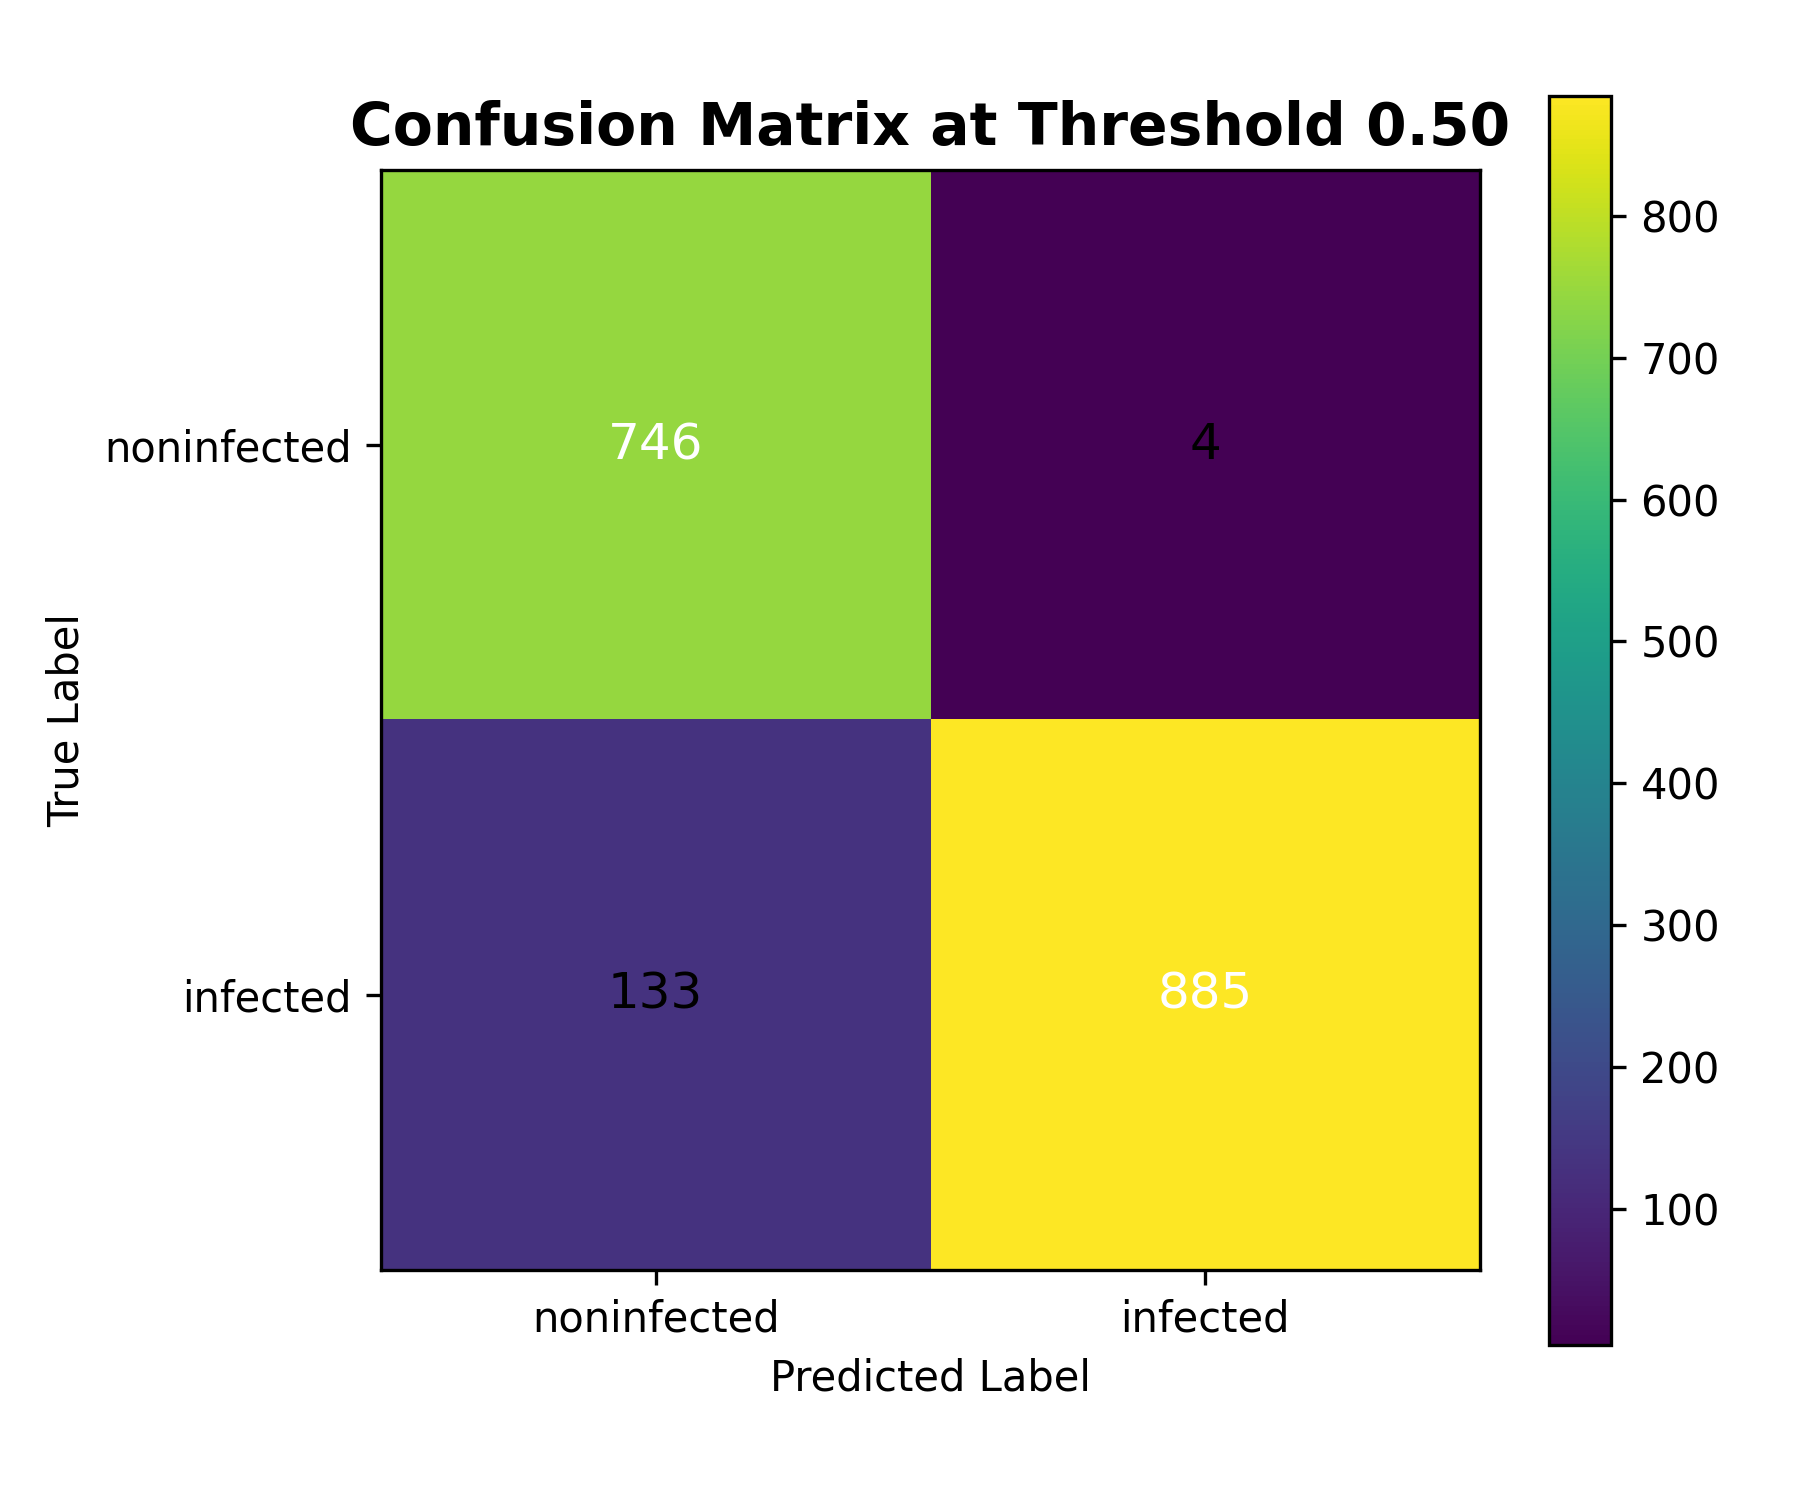 Confusion Matrix at Threshold 0.50
800
700
600
500
400
300
200
100
True Label
noninfected
infected
746
4
133
885
noninfected
infected
Predicted Label